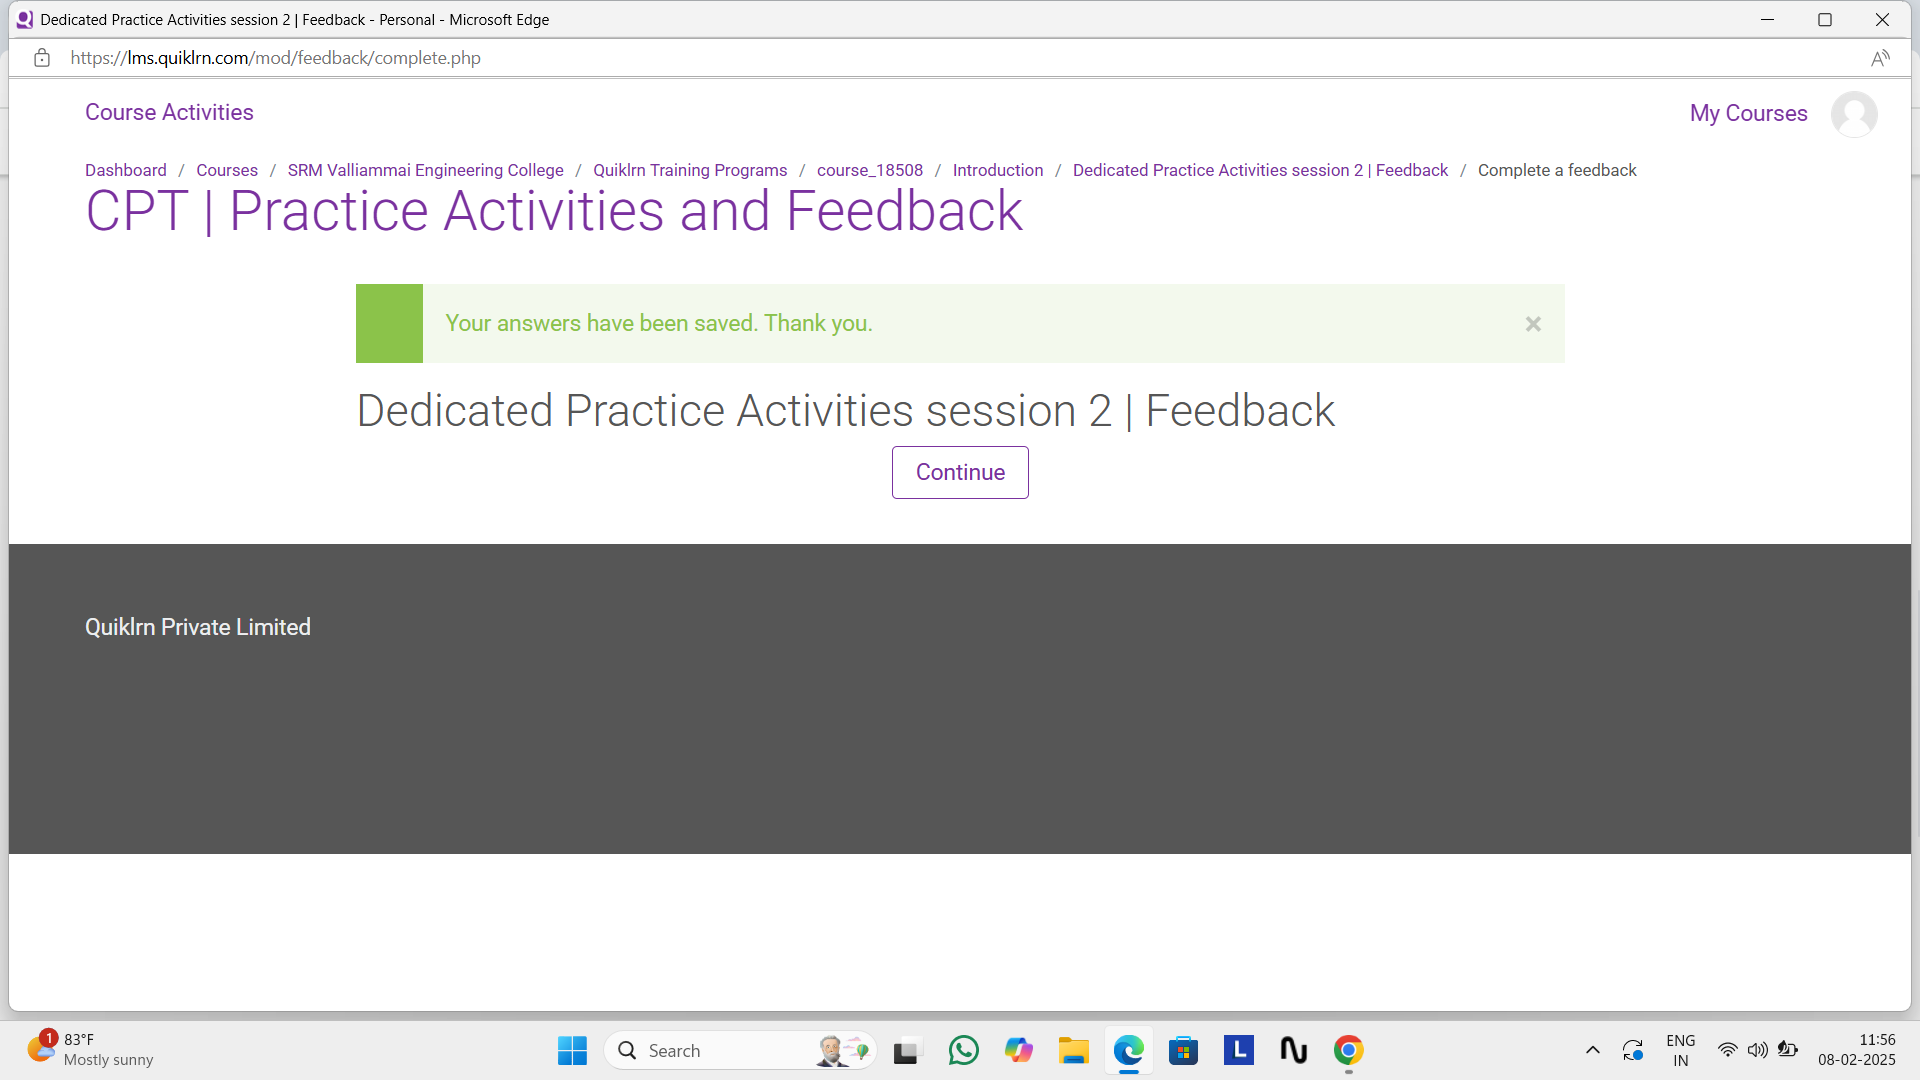 Dedicated Practice Activities session 2 | Feedback - Personal - Microsoft Edge
https://lms.quiklrn.com/mod/feedback/complete.php
Course Activities
My Courses
Dashboard / Courses / SRM Valliammai Engineering College / Quiklrn Training Programs / course_18508 / Introduction / Dedicated Practice Activities session 2 | Feedback / Complete a feedback
CPT | Practice Activities and Feedback
Your answers have been saved. Thank you.
×
Dedicated Practice Activities session 2 | Feedback
Continue
Quiklrn Private Limited
1
83°F
Mostly sunny
Search
L
ENG
IN
11:56
08-02-2025